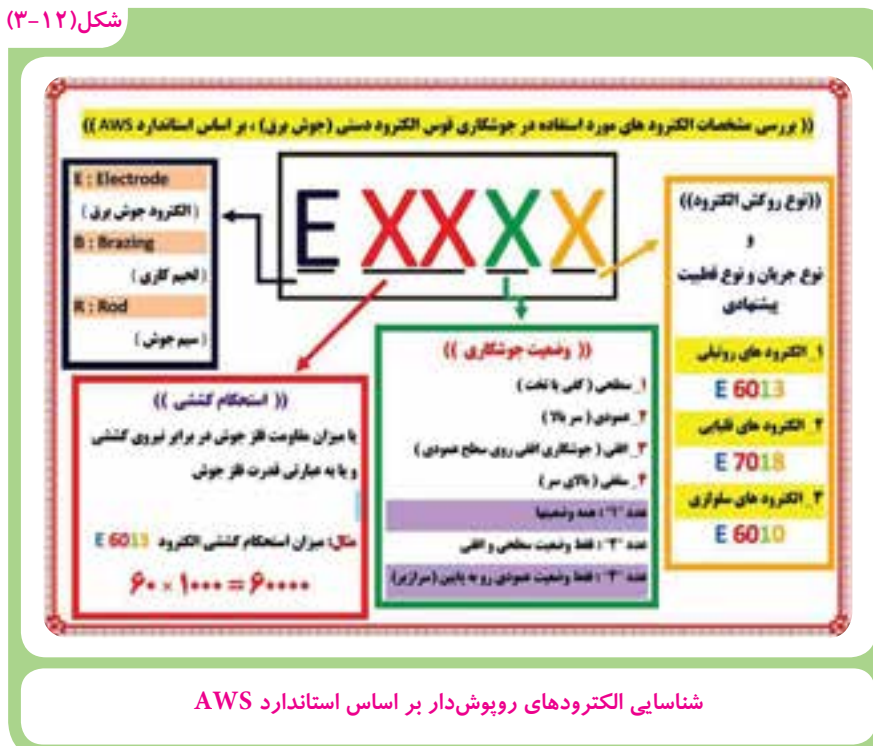 شکل(۱۲-۳)
(( بررسی مشخصات الکترود های مورد استفاده در جوشکاری قوس الکترود دستی (جوش برق) ، بر اساس استاندارد AWS ))
E XXXX
E : Electrode
( الکترود جوش برق )
B : Brazing
( لحیم کاری )
R : Rod
( سیم جوش )
((نوع روکش الکترود))
و
نوع جریان و نوع قطبیت
پیشنهادی
۱_ الکترود های روتیلی
E 6013
۲_ الکترود های قلیایی
E 7018
۳_ الکترود های سلولزی
E 6010
(( وضعیت جوشکاری ))
۱_ سطحی ( کفی یا تخت )
۲_ عمودی ( سر بالا )
۳_ افقی ( جوشکاری افقی روی سطح عمودی )
۴_ سقفی ( بالای سر )
عدد "۱" : همه وضعیتها
عدد "۲" : فقط وضعیت سطحی و افقی
عدد : فقط وضعیت عمودی رو به پایین (سرازیر)
(( استحکام کششی ))
یا میزان مقاومت فلز جوش در برابر نیروی کششی
و یا به عبارتی قدرت فلز جوش
مثال: میزان استحکام کششی الکترود E 6013
۶۰ × ۱۰۰۰ = ۶۰۰۰۰
شناسایی الکترودهای روپوش‌دار بر اساس استاندارد AWS